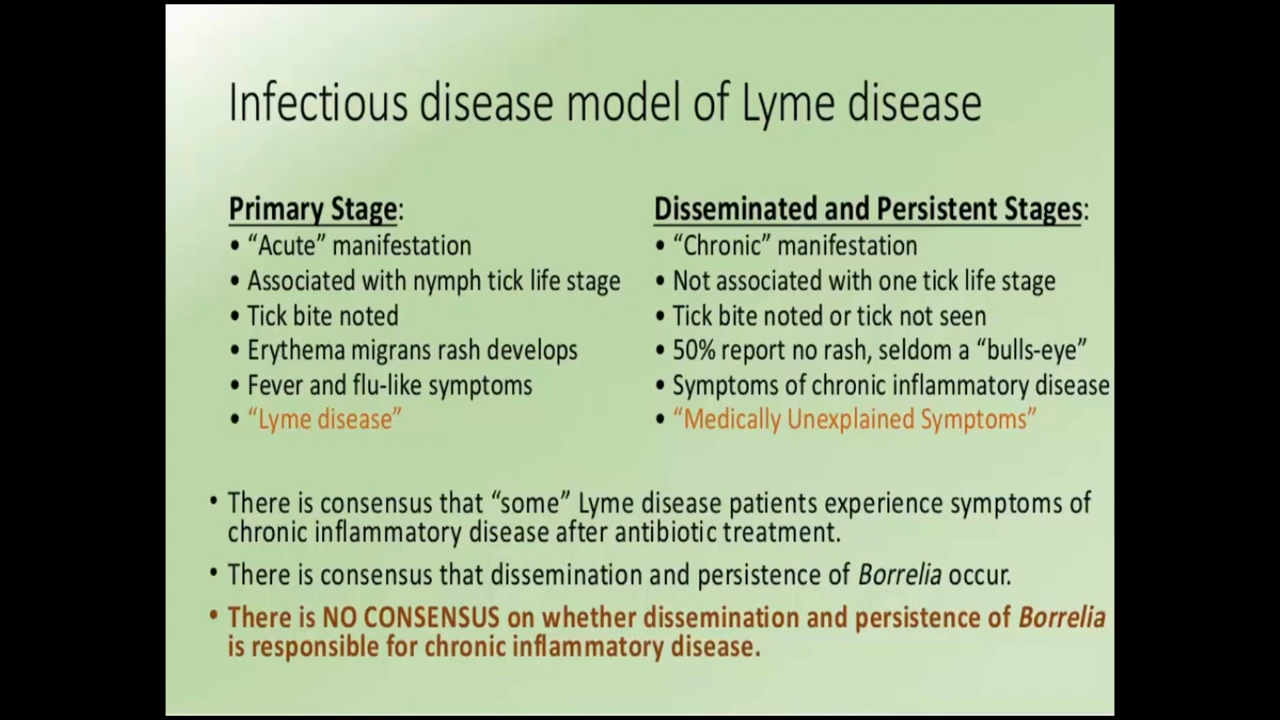 Infectious disease model of Lyme disease
Primary Stage:
• “Acute” manifestation
• Associated with nymph tick life stage
• Tick bite noted
• Erythema migrans rash develops
• Fever and flu-like symptoms
• “Lyme disease”
Disseminated and Persistent Stages:
• “Chronic” manifestation
• Not associated with one tick life stage
• Tick bite noted or tick not seen
• 50% report no rash, seldom a “bulls-eye”
• Symptoms of chronic inflammatory disease
• “Medically Unexplained Symptoms”
• There is consensus that “some” Lyme disease patients experience symptoms of
chronic inflammatory disease after antibiotic treatment.
• There is consensus that dissemination and persistence of Borrelia occur.
• There is NO CONSENSUS on whether dissemination and persistence of Borrelia
is responsible for chronic inflammatory disease.